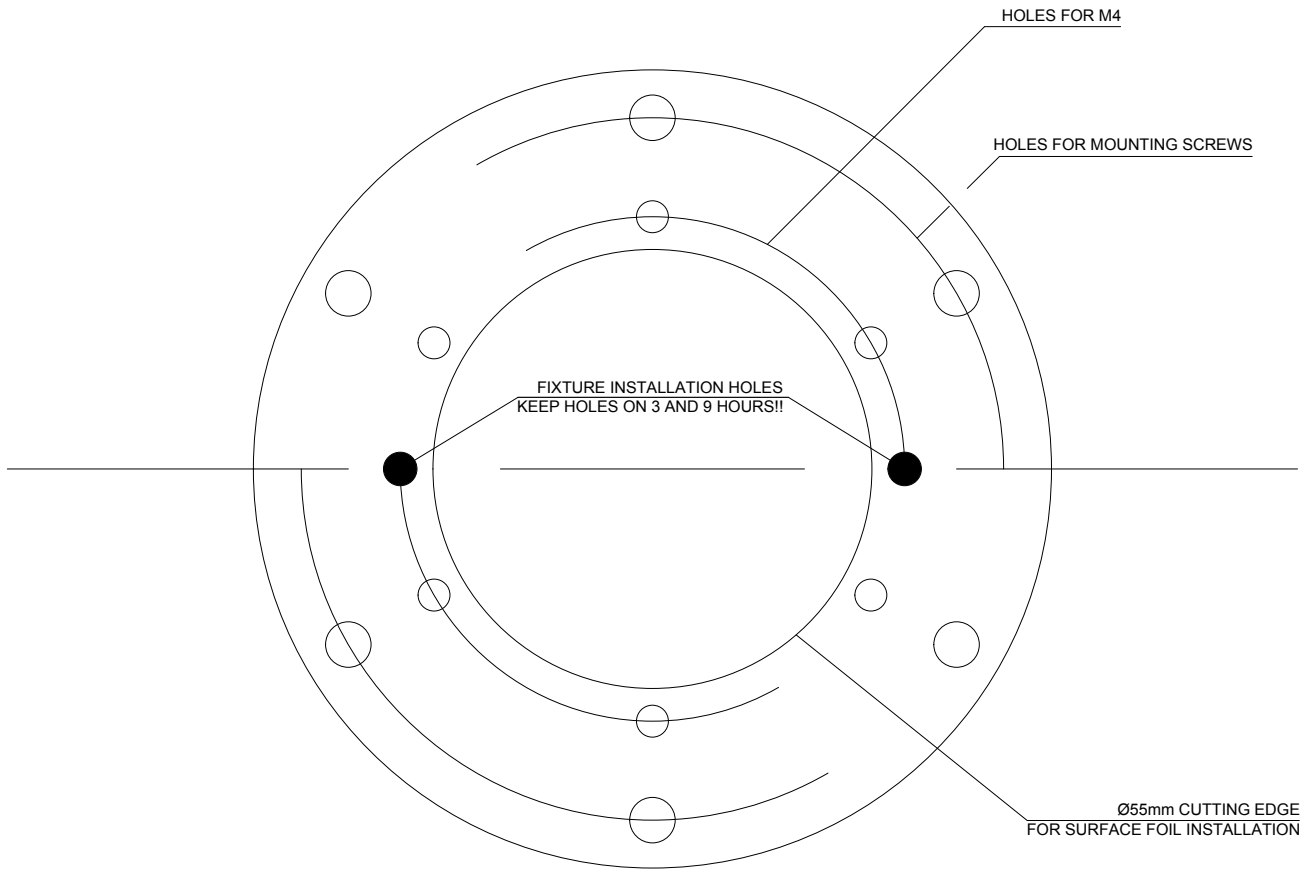 HOLES FOR M4
HOLES FOR MOUNTING SCREWS
FIXTURE INSTALLATION HOLES
KEEP HOLES ON 3 AND 9 HOURS!!
Ø55mm CUTTING EDGE
FOR SURFACE FOIL INSTALLATION